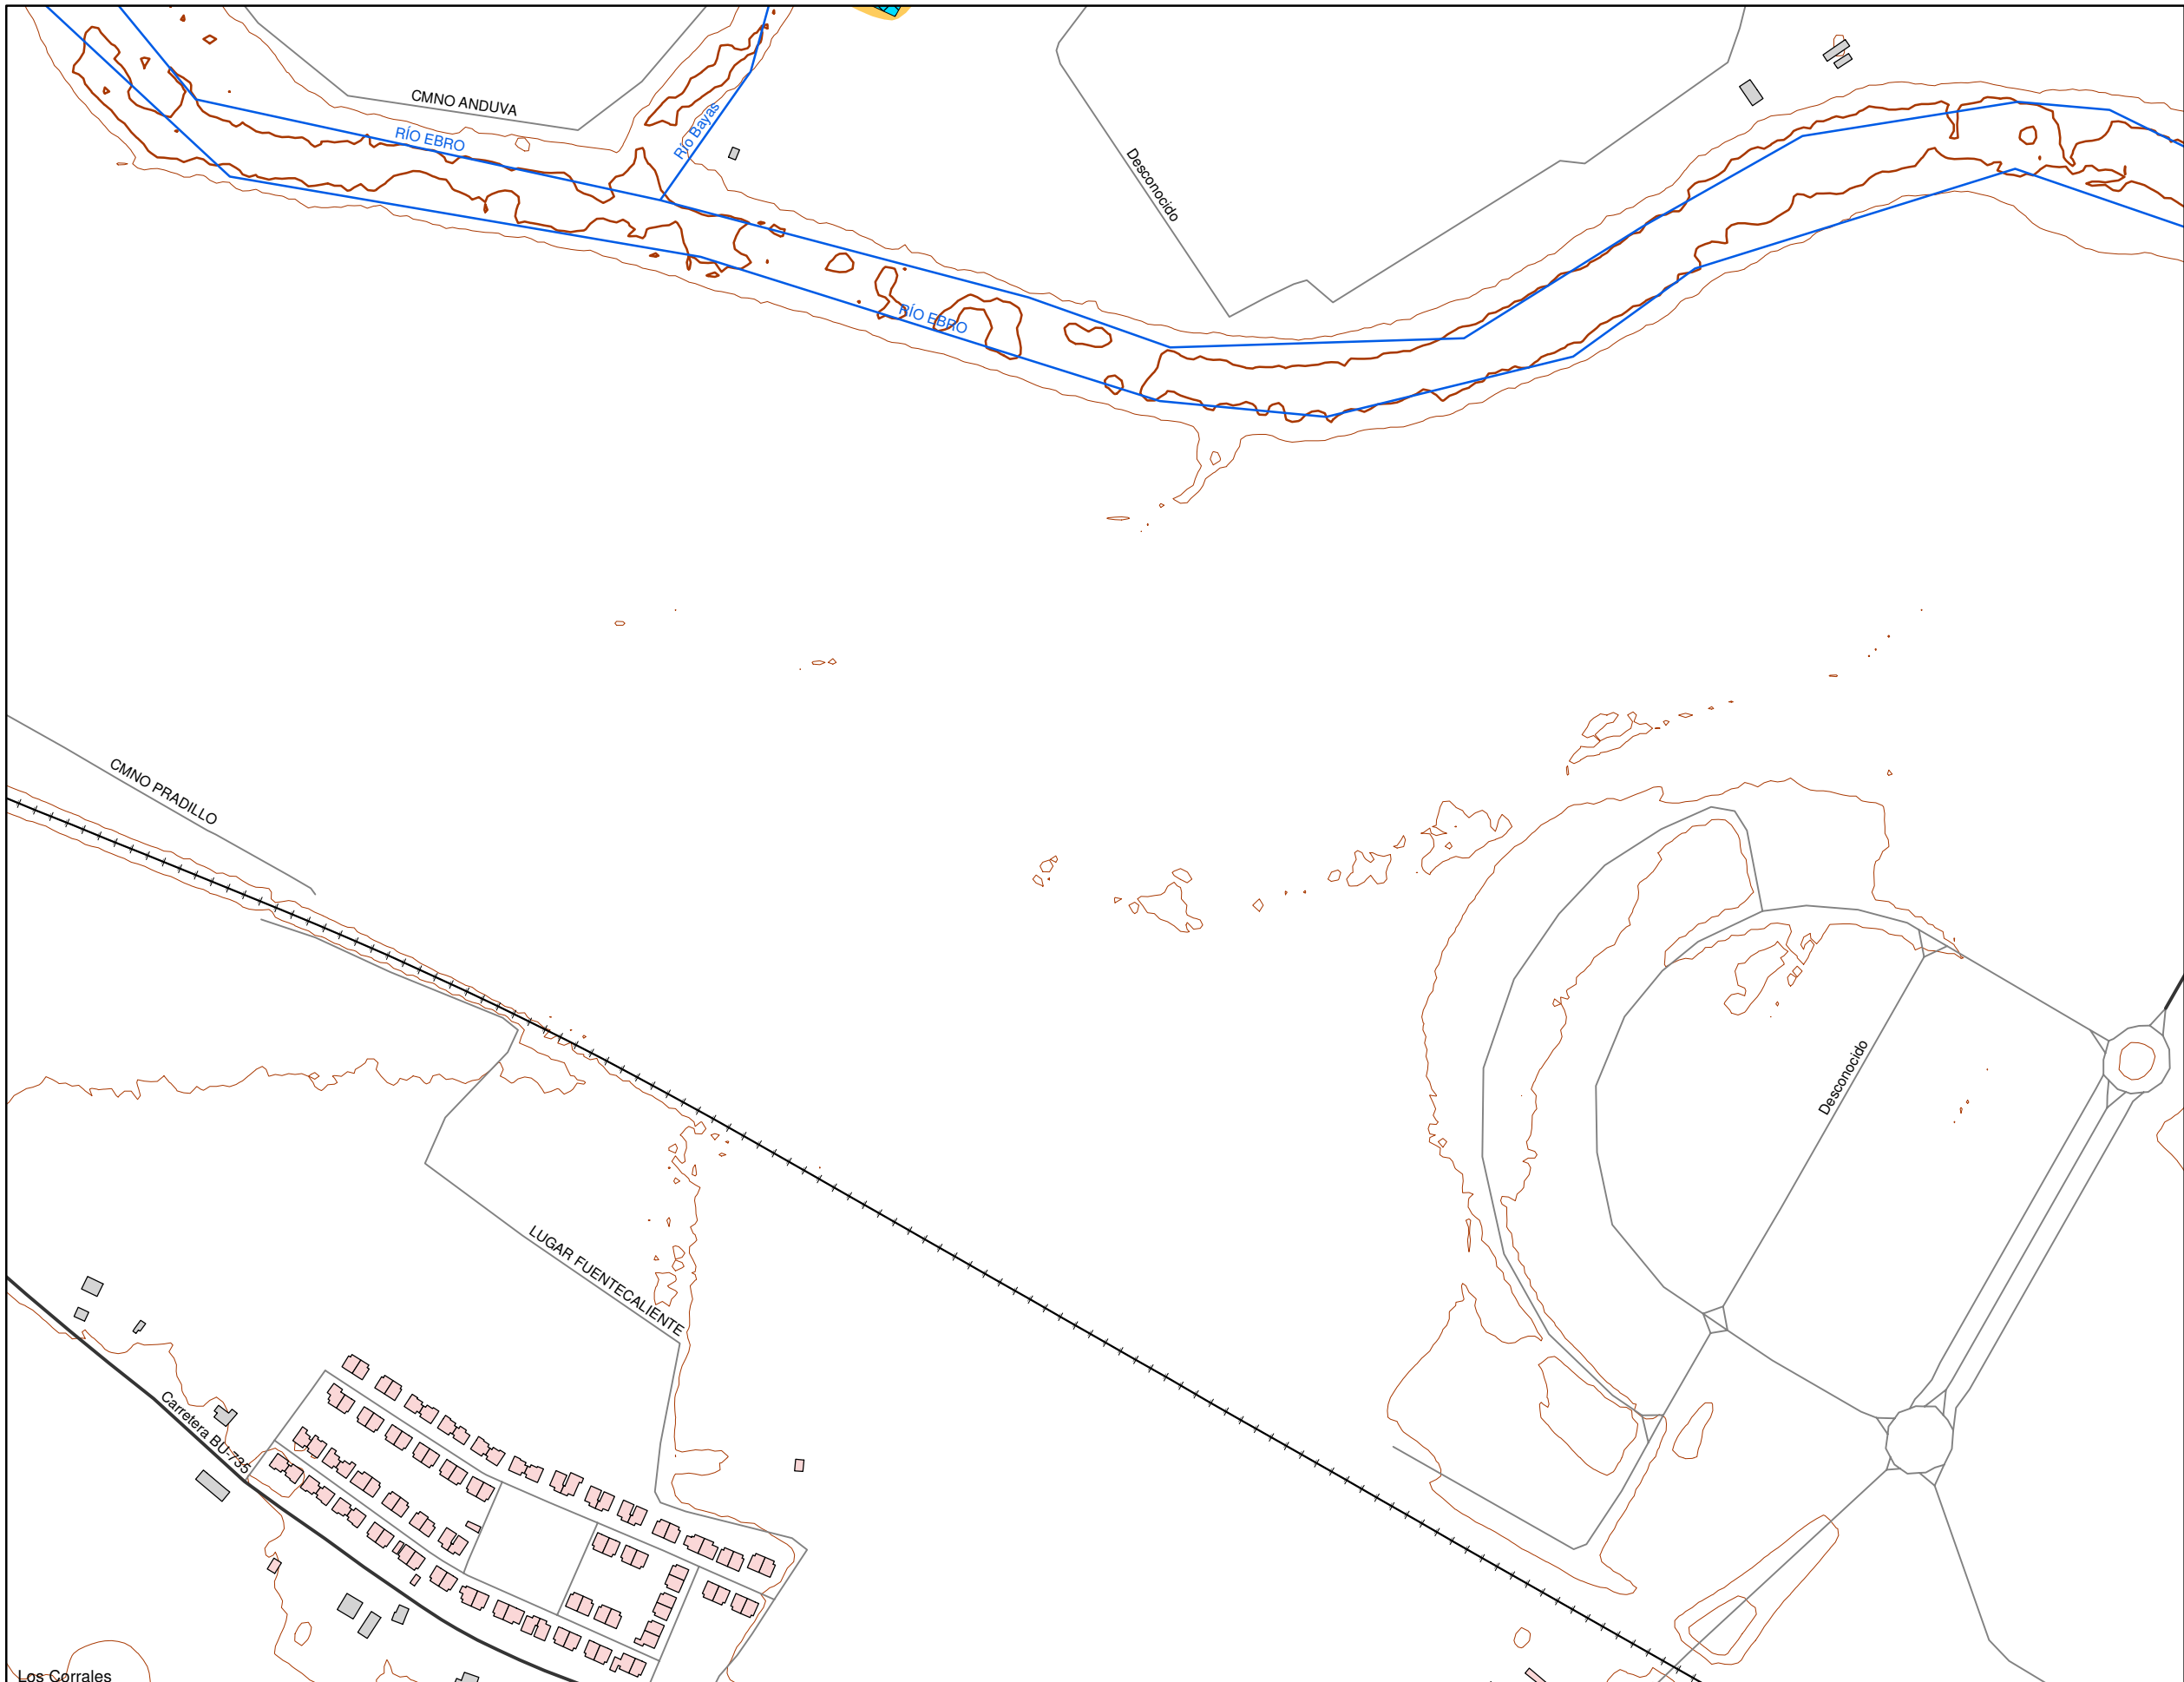 CMNO ANDUVA
RÍO EBRO
Río Bayas
Desconocido
RÍO EBRO
CMNO PRADILLO
Desconocido
LUGAR FUENTECALIENTE
Carretera BU-735
Los Corrales